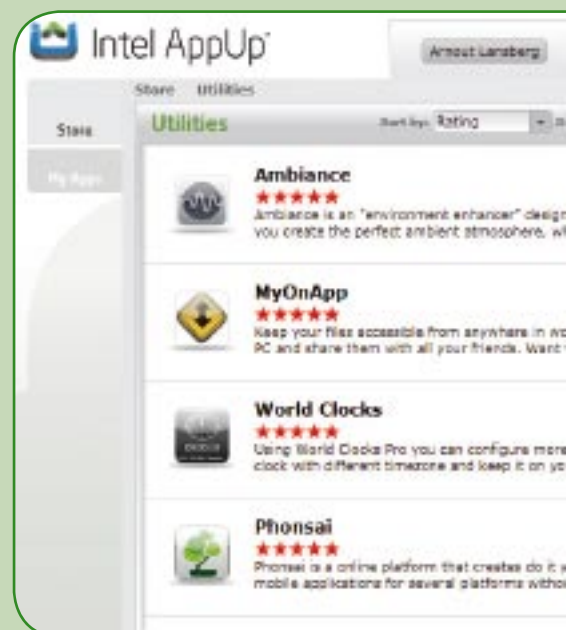 Intel AppUp
Arnout Lansberg
Store Utilities
Store
My Apps
Utilities
Sort by: Rating
Ambiance
Ambiance is an "environment enhancer" design
you create the perfect ambient atmosphere, wh
MyOnApp
Keep your files accessible from anywhere in wo
PC and share them with all your friends. Want
World Clocks
Using World Clocks Pro you can configure more
clock with different timezone and keep it on yo
Phonsai
Phonsai is a online platform that creates do it y
mobile applications for several platforms witho